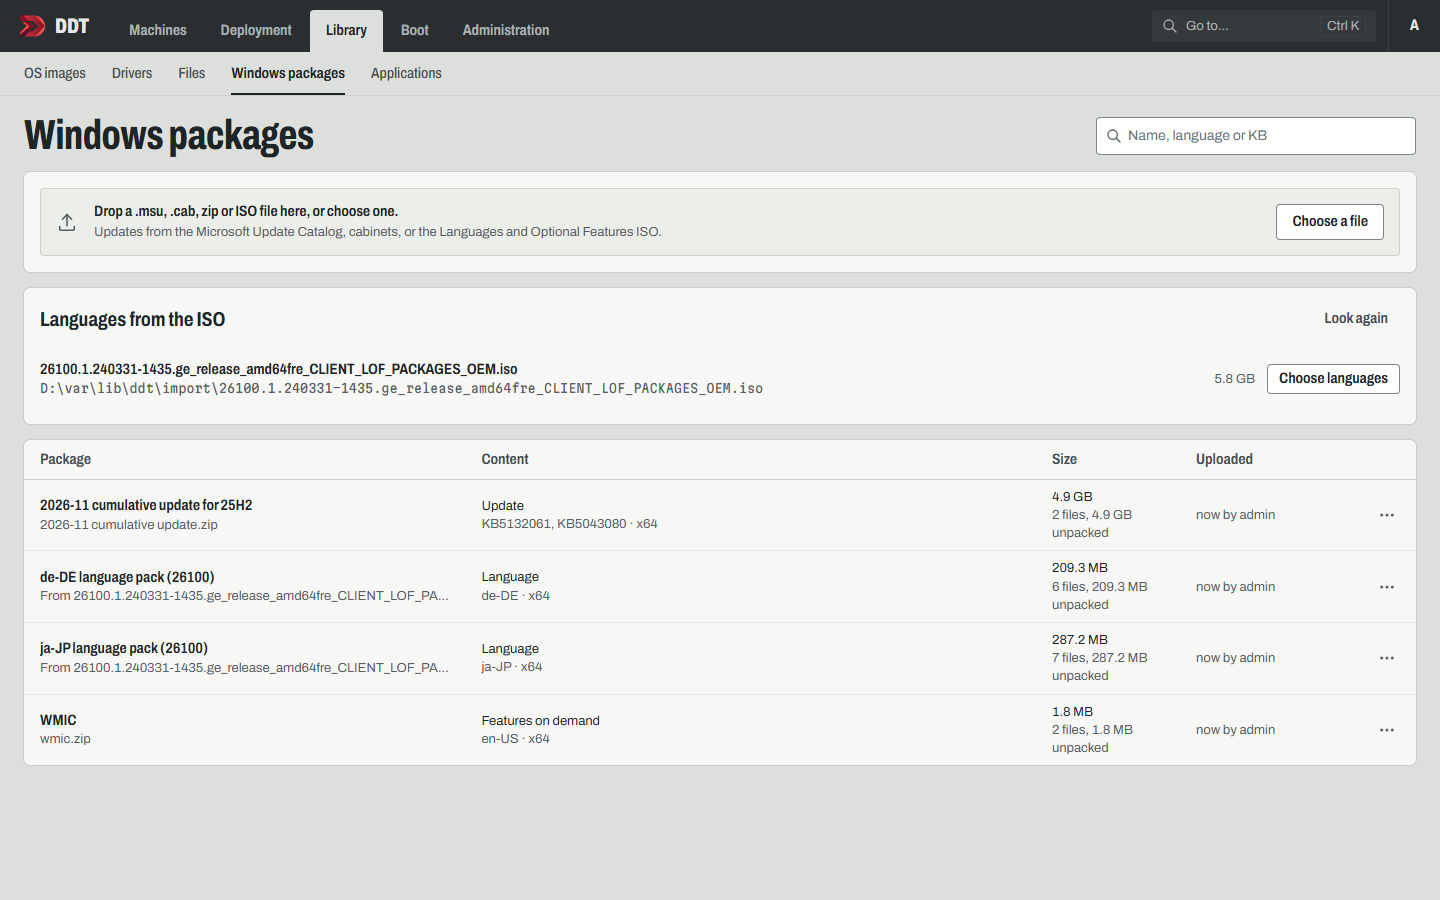 DDT
Machines
Deployment
Library
Boot
Administration
Go to...
Ctrl K
A
OS images
Drivers
Files
Windows packages
Applications
Windows packages
Name, language or KB
Drop a .msu, .cab, zip or ISO file here, or choose one.
Updates from the Microsoft Update Catalog, cabinets, or the Languages and Optional Features ISO.
Choose a file
Languages from the ISO
Look again
26100.1.240331-1435.ge_release_amd64fre_CLIENT_LOF_PACKAGES_OEM.iso
D:\var\lib\ddt\import\26100.1.240331-1435.ge_release_amd64fre_CLIENT_LOF_PACKAGES_OEM.iso
5.8 GB
Choose languages
Package
Content
Size
Uploaded
2026-11 cumulative update for 25H2
2026-11 cumulative update.zip
Update
KB5132061, KB5043080 · x64
4.9 GB
2 files, 4.9 GB
unpacked
now by admin
de-DE language pack (26100)
From 26100.1.240331-1435.ge_release_amd64fre_CLIENT_LOF_PA...
Language
de-DE · x64
209.3 MB
6 files, 209.3 MB
unpacked
now by admin
ja-JP language pack (26100)
From 26100.1.240331-1435.ge_release_amd64fre_CLIENT_LOF_PA...
Language
ja-JP · x64
287.2 MB
7 files, 287.2 MB
unpacked
now by admin
WMIC
wmic.zip
Features on demand
en-US · x64
1.8 MB
2 files, 1.8 MB
unpacked
now by admin